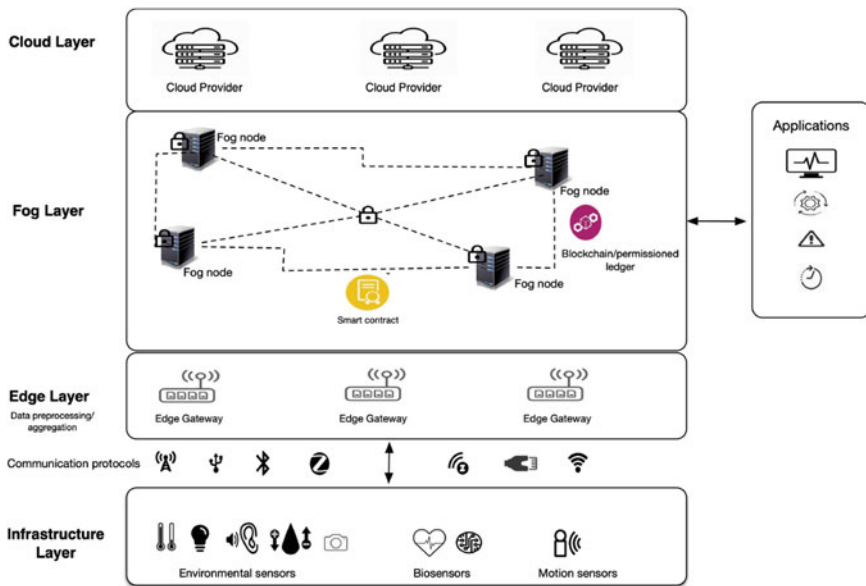 Cloud Layer
Cloud Provider
Cloud Provider
Cloud Provider
Fog Layer
Fog node
Fog node
Fog node
Fog node
Blockchain/permissioned
ledger
Smart contract
Applications
Edge Layer
Data preprocessing/
aggregation
Edge Gateway
Edge Gateway
Edge Gateway
Communication protocols
Infrastructure
Layer
Environmental sensors
Biosensors
Motion sensors